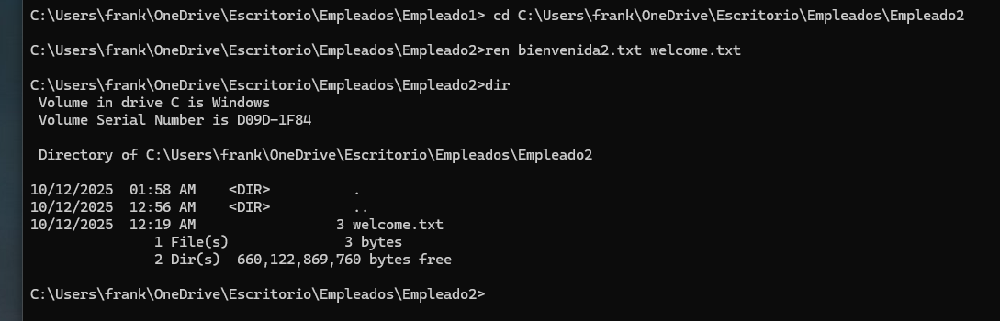 C:\Users\frank\OneDrive\Escritorio\Empleados\Empleado1> cd C:\Users\frank\OneDrive\Escritorio\Empleados\Empleado2
C:\Users\frank\OneDrive\Escritorio\Empleados\Empleado2>ren bienvenida2.txt welcome.txt
C:\Users\frank\OneDrive\Escritorio\Empleados\Empleado2>dir
 Volume in drive C is Windows
 Volume Serial Number is D09D-1F84
 Directory of C:\Users\frank\OneDrive\Escritorio\Empleados\Empleado2
10/12/2025  01:58 AM    <DIR>          .
10/12/2025  12:56 AM    <DIR>          ..
10/12/2025  12:19 AM                 3 welcome.txt
               1 File(s)              3 bytes
               2 Dir(s)  660,122,869,760 bytes free
C:\Users\frank\OneDrive\Escritorio\Empleados\Empleado2>